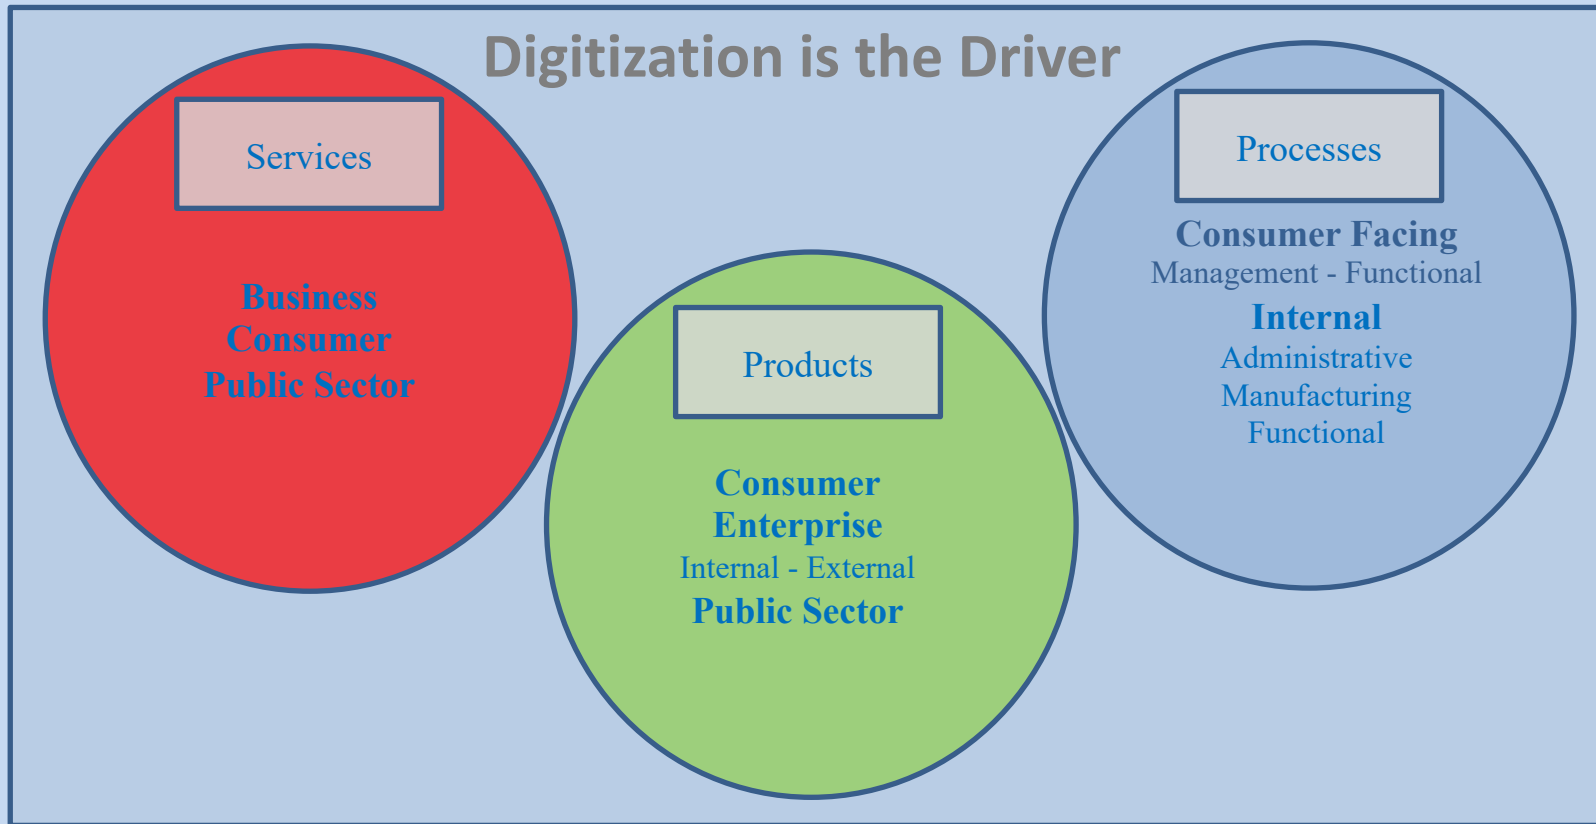 Digitization is the Driver
Services
Business
Consumer
Public Sector
Products
Consumer
Enterprise
Internal - External
Public Sector
Processes
Consumer Facing
Management - Functional
Internal
Administrative
Manufacturing
Functional